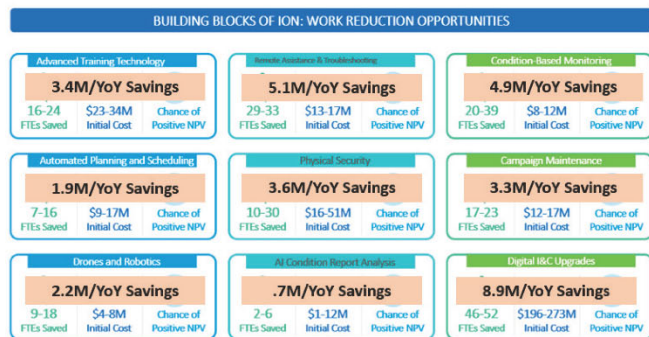 BUILDING BLOCKS OF ION: WORK REDUCTION OPPORTUNITIES
Advanced Training Technology
3.4M/YoY Savings
16-24 $23-34M Chance of
FTEs Saved Initial Cost Positive NPV
Remote Asistance & Troubleshooting
5.1M/YoY Savings
29-33 $13-17M Chance of
FTEs Saved Initial Cost Positive NPV
Condition-Based Monitoring
4.9M/YoY Savings
20-39 $8-12M Chance of
FTEs Saved Initial Cost Positive NPV
Automated Planning and Scheduling
1.9M/YoY Savings
7-16 $9-17M Chance of
FTEs Saved Initial Cost Positive NPV
Physical Security
3.6M/YoY Savings
10-30 $16-51M Chance of
FTEs Saved Initial Cost Positive NPV
Campaign Maintenance
3.3M/YoY Savings
17-23 $12-17M Chance of
FTEs Saved Initial Cost Positive NPV
Drones and Robotics
2.2M/YoY Savings
9-18 $4-8M Chance of
FTEs Saved Initial Cost Positive NPV
AI Condition Report Analysis
.7M/YoY Savings
2-6 $1-12M Chance of
FTEs Saved Initial Cost Positive NPV
Digital I&C Upgrades
8.9M/YoY Savings
46-52 $196-273M Chance of
FTEs Saved Initial Cost Positive NPV